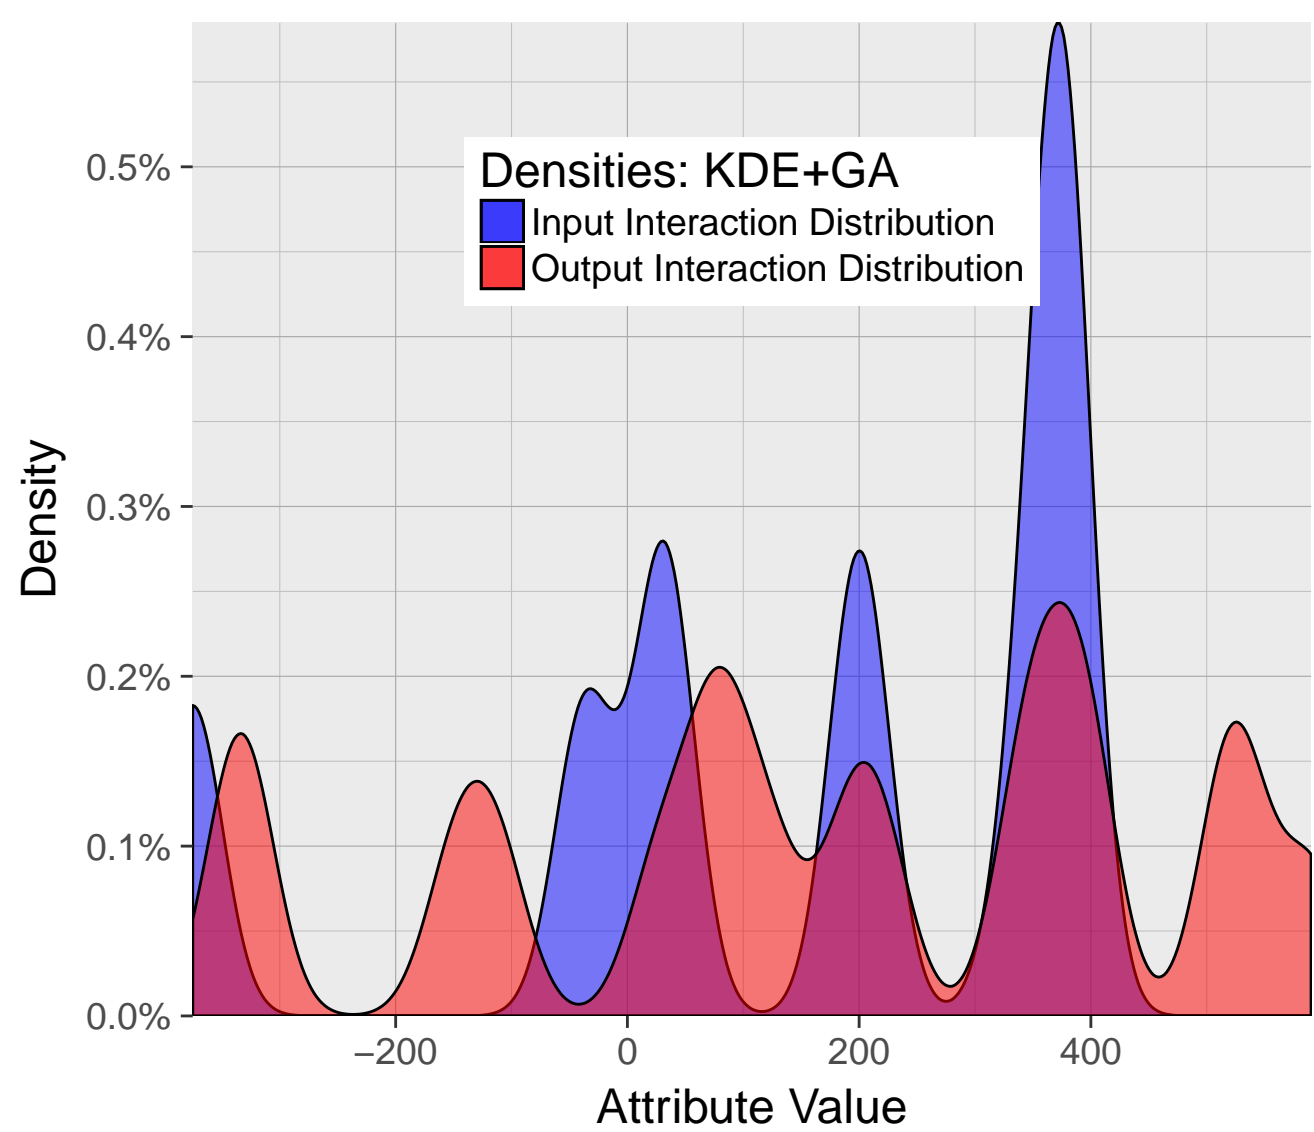 Densities: KDE+GA
Input Interaction Distribution
Output Interaction Distribution
0.5%
0.4%
0.3%
0.2%
0.1%
0.0%
Density
−200 0 200 400
Attribute Value